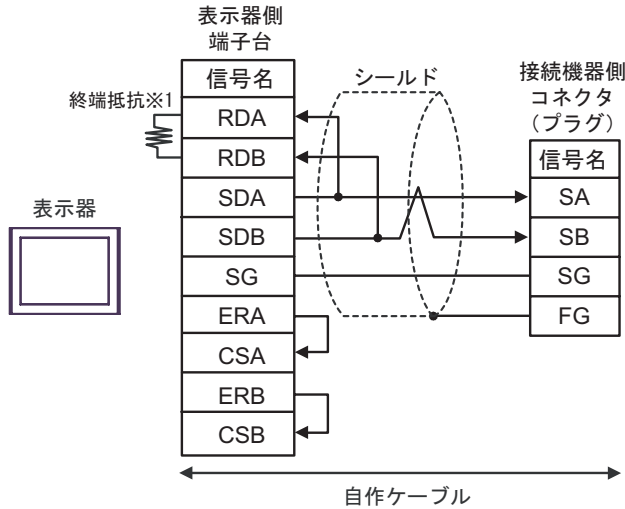 表示器側
端子台
信号名
RDA
RDB
SDA
SDB
SG
ERA
CSA
ERB
CSB
終端抵抗※1
表示器
シールド
接続機器側
コネクタ
（プラグ）
信号名
SA
SB
SG
FG
自作ケーブル